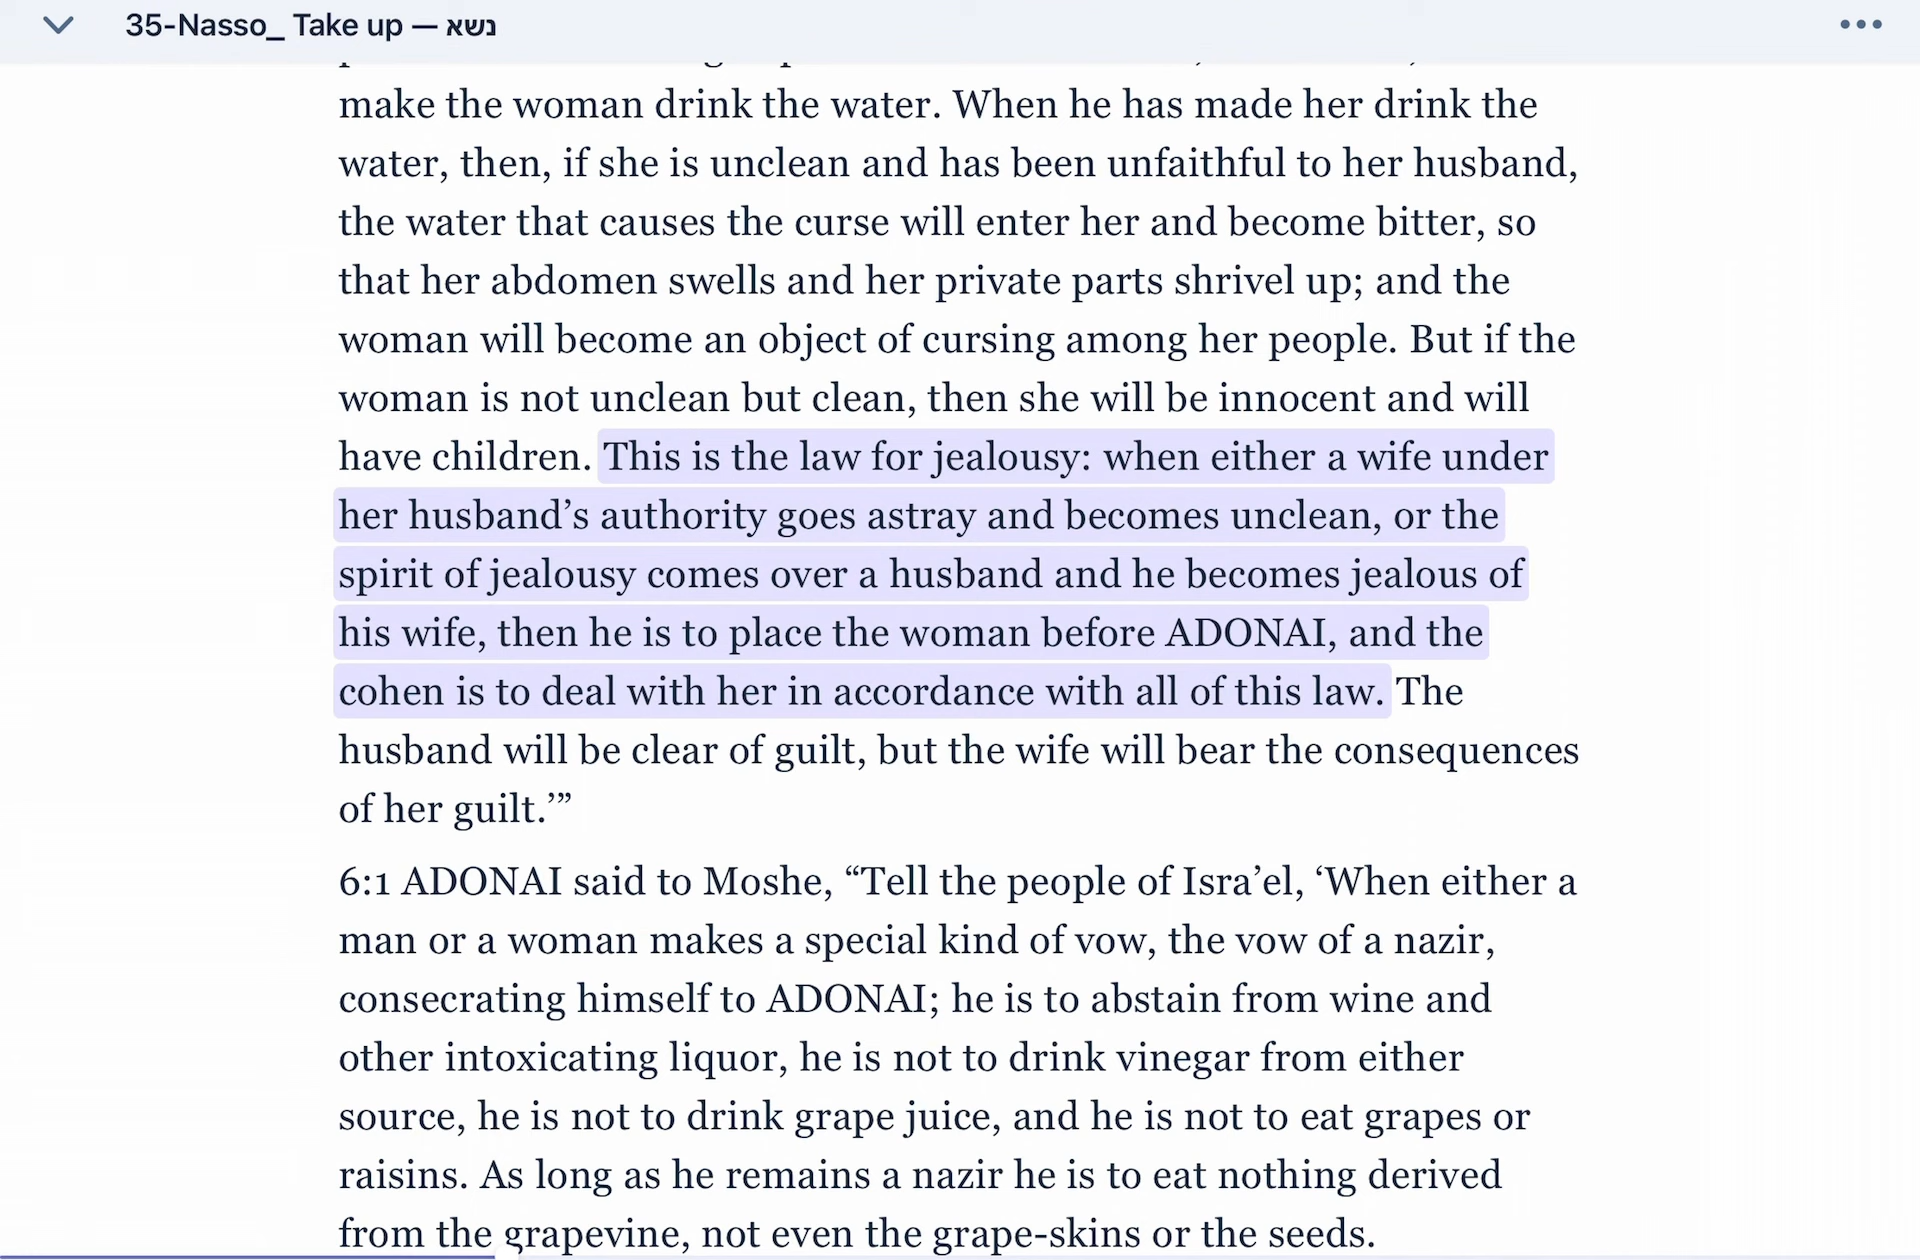 35-Nasso_ Take up — נשא
make the woman drink the water. When he has made her drink the
water, then, if she is unclean and has been unfaithful to her husband,
the water that causes the curse will enter her and become bitter, so
that her abdomen swells and her private parts shrivel up; and the
woman will become an object of cursing among her people. But if the
woman is not unclean but clean, then she will be innocent and will
have children. This is the law for jealousy: when either a wife under
her husband’s authority goes astray and becomes unclean, or the
spirit of jealousy comes over a husband and he becomes jealous of
his wife, then he is to place the woman before ADONAI, and the
cohen is to deal with her in accordance with all of this law. The
husband will be clear of guilt, but the wife will bear the consequences
of her guilt.’”
6:1 ADONAI said to Moshe, “Tell the people of Isra’el, ‘When either a
man or a woman makes a special kind of vow, the vow of a nazir,
consecrating himself to ADONAI; he is to abstain from wine and
other intoxicating liquor, he is not to drink vinegar from either
source, he is not to drink grape juice, and he is not to eat grapes or
raisins. As long as he remains a nazir he is to eat nothing derived
from the grapevine, not even the grape-skins or the seeds.